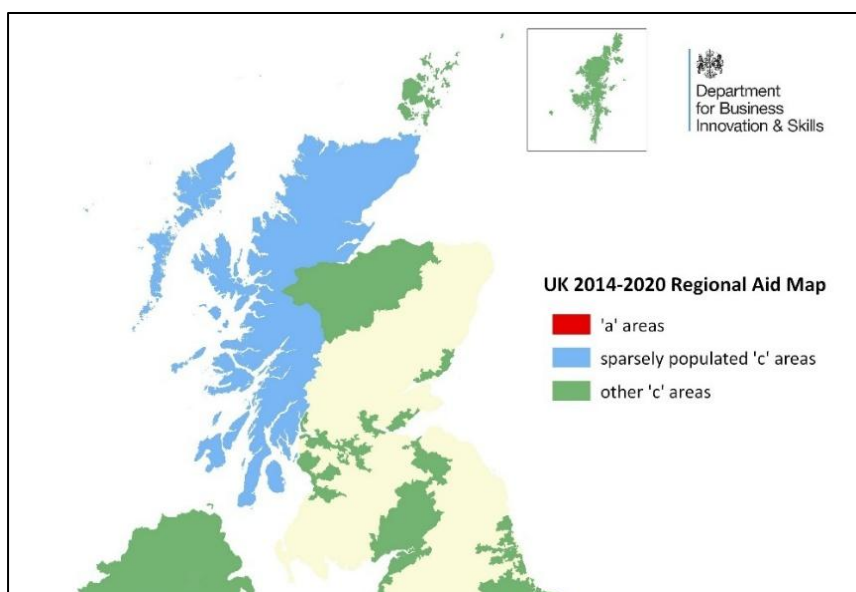 Department
for Business
Innovation & Skills
UK 2014-2020 Regional Aid Map
'a' areas
sparsely populated 'c' areas
other 'c' areas